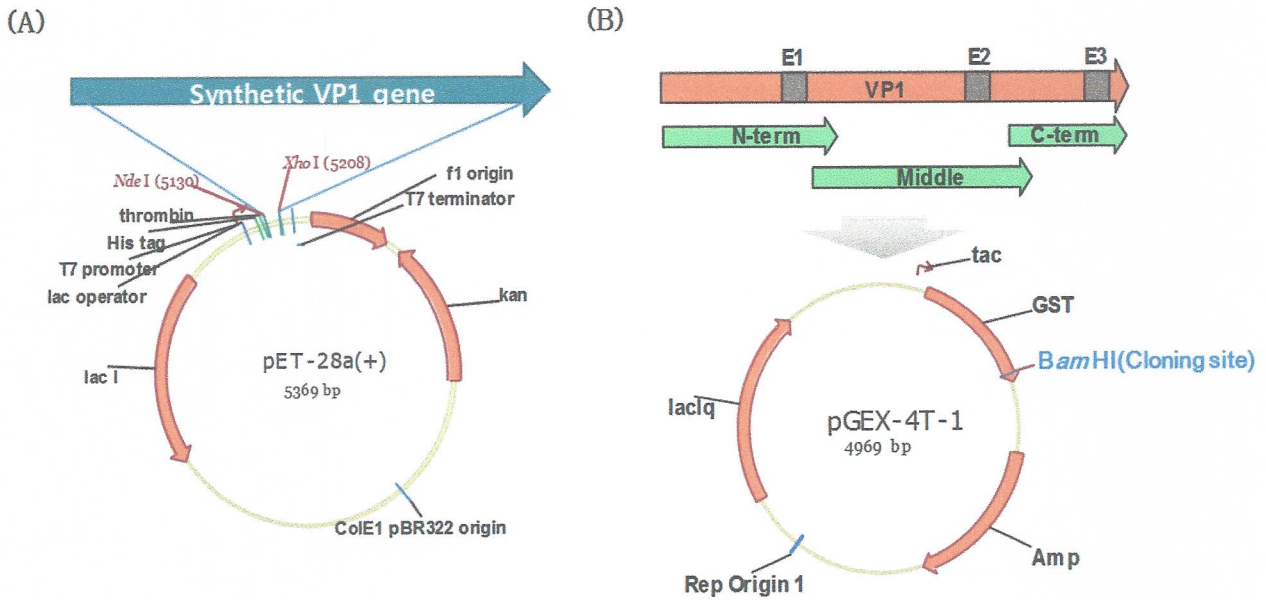 (A)
Synthetic VP1 gene
XhoI (5208)
NdeI (5130)
f1 origin
T7 terminator
thrombin
His tag
T7 promoter
lac operator
kan
lac I
pET-28a(+)
5369 bp
ColE1 pBR322 origin
(B)
E1 E2 E3
VP1
N-term C-term
Middle
tac
GST
BamHI(Cloning site)
lacIq
pGEX-4T-1
4969 bp
Amp
Rep Origin 1